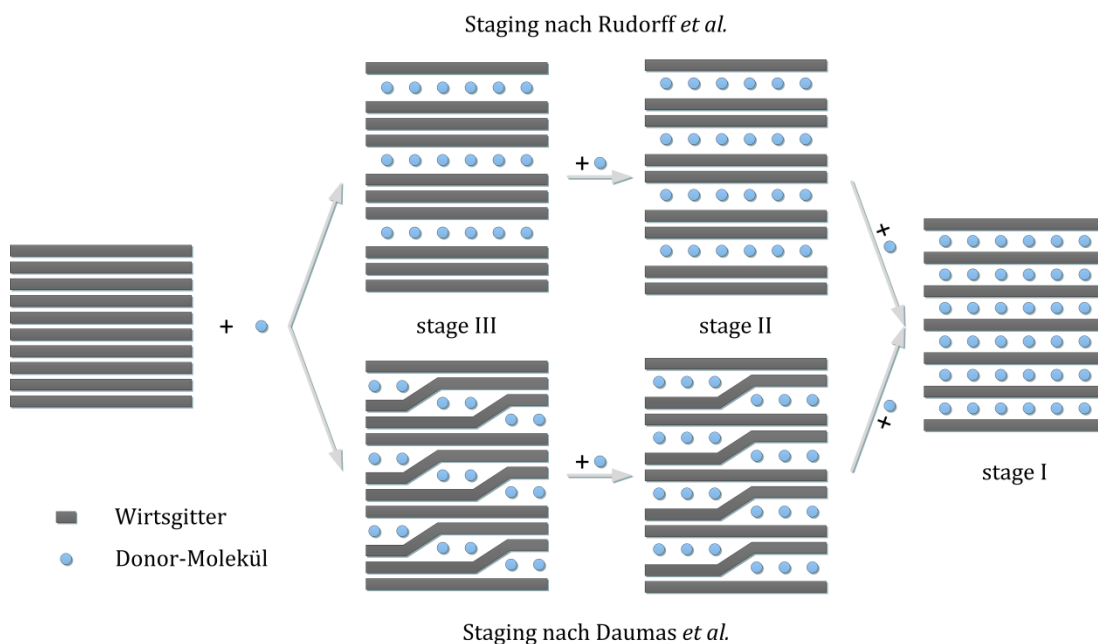 Staging nach Rudorff et al.
+
+
+
stage III
stage II
+
+
stage I
Wirtsgitter
Donor-Molekül
Staging nach Daumas et al.